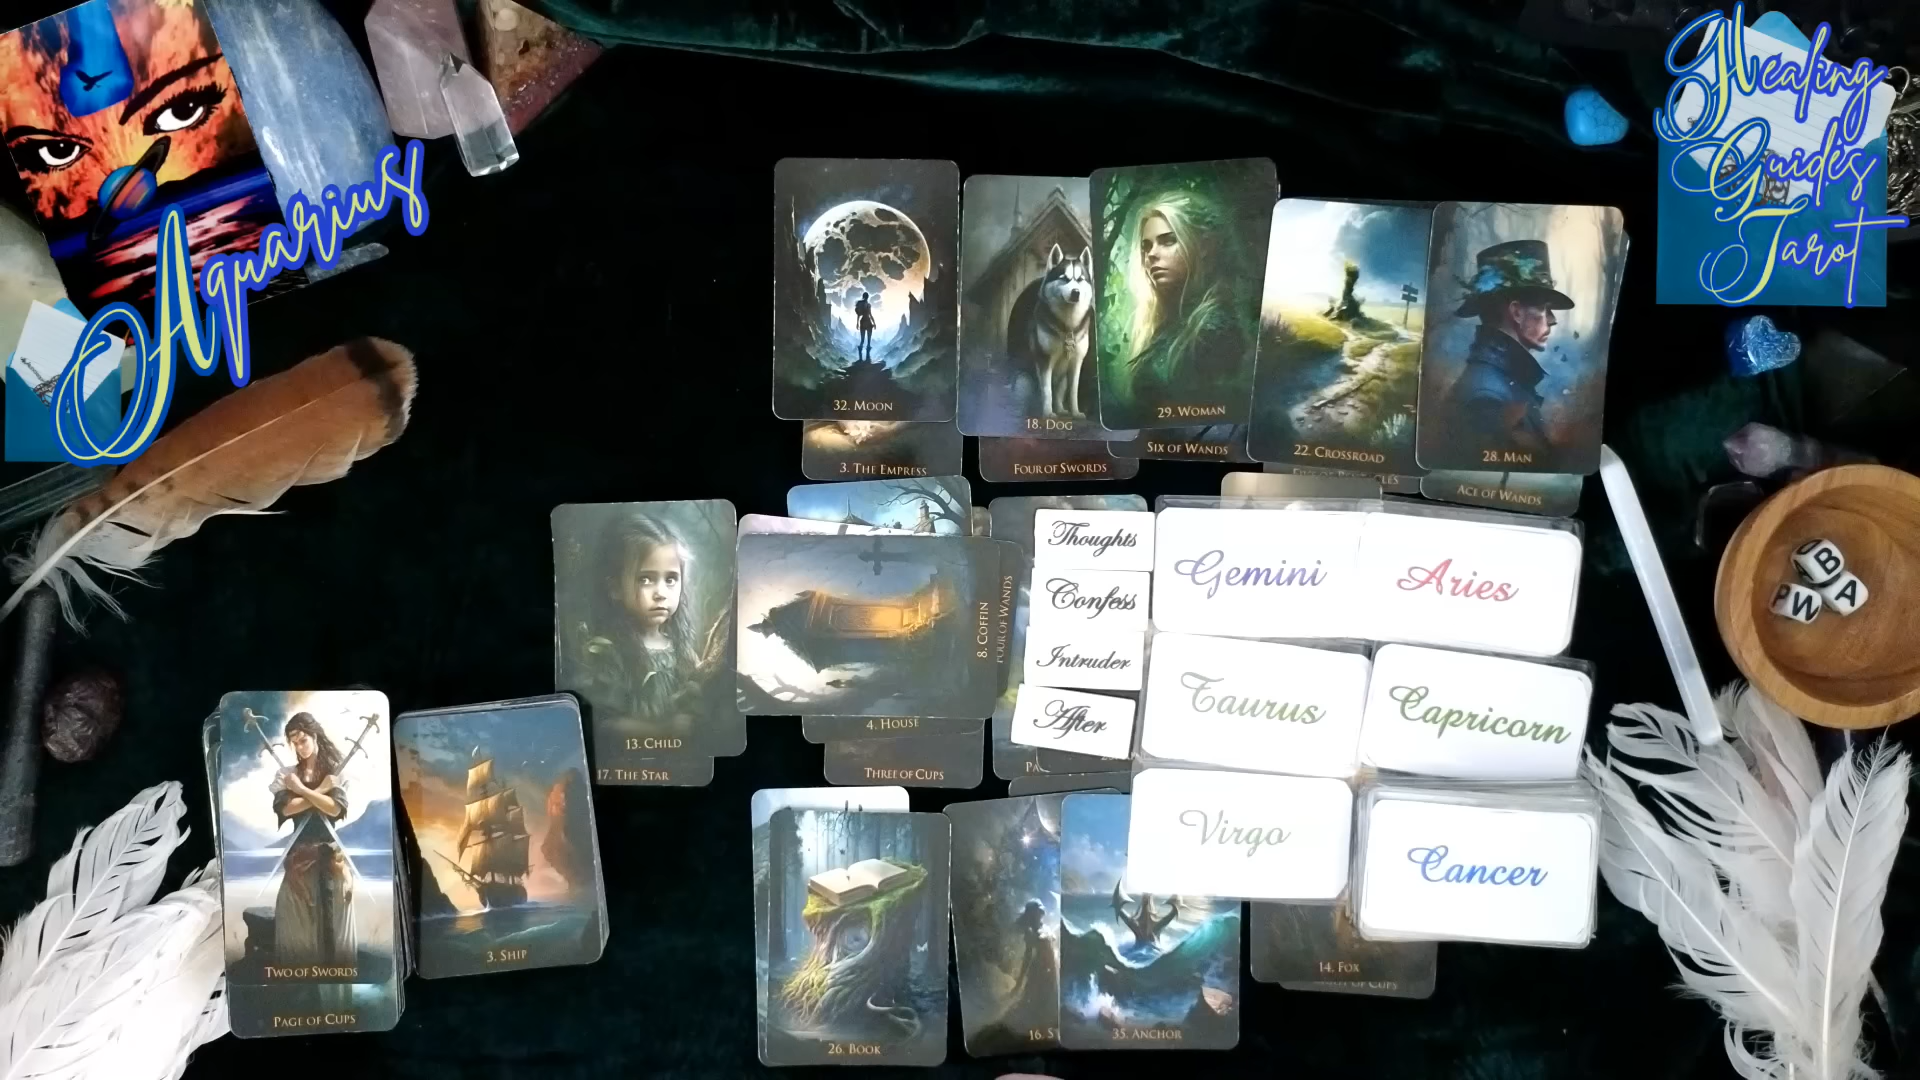 Aquarius
Healing
Guides
Tarot
32. Moon
3. The Empress
18. Dog
Four of Swords
29. Woman
Six of Wands
22. Crossroad
28. Man
Ace of Wands
13. Child
17. The Star
8. Coffin
Four of Wands
4. House
Three of Cups
Thoughts
Confess
Intruder
After
Gemini
Aries
Taurus
Capricorn
Virgo
Cancer
B
A
P W
Two of Swords
Page of Cups
3. Ship
26. Book
16. S
35. Anchor
14. Fox
of Cups